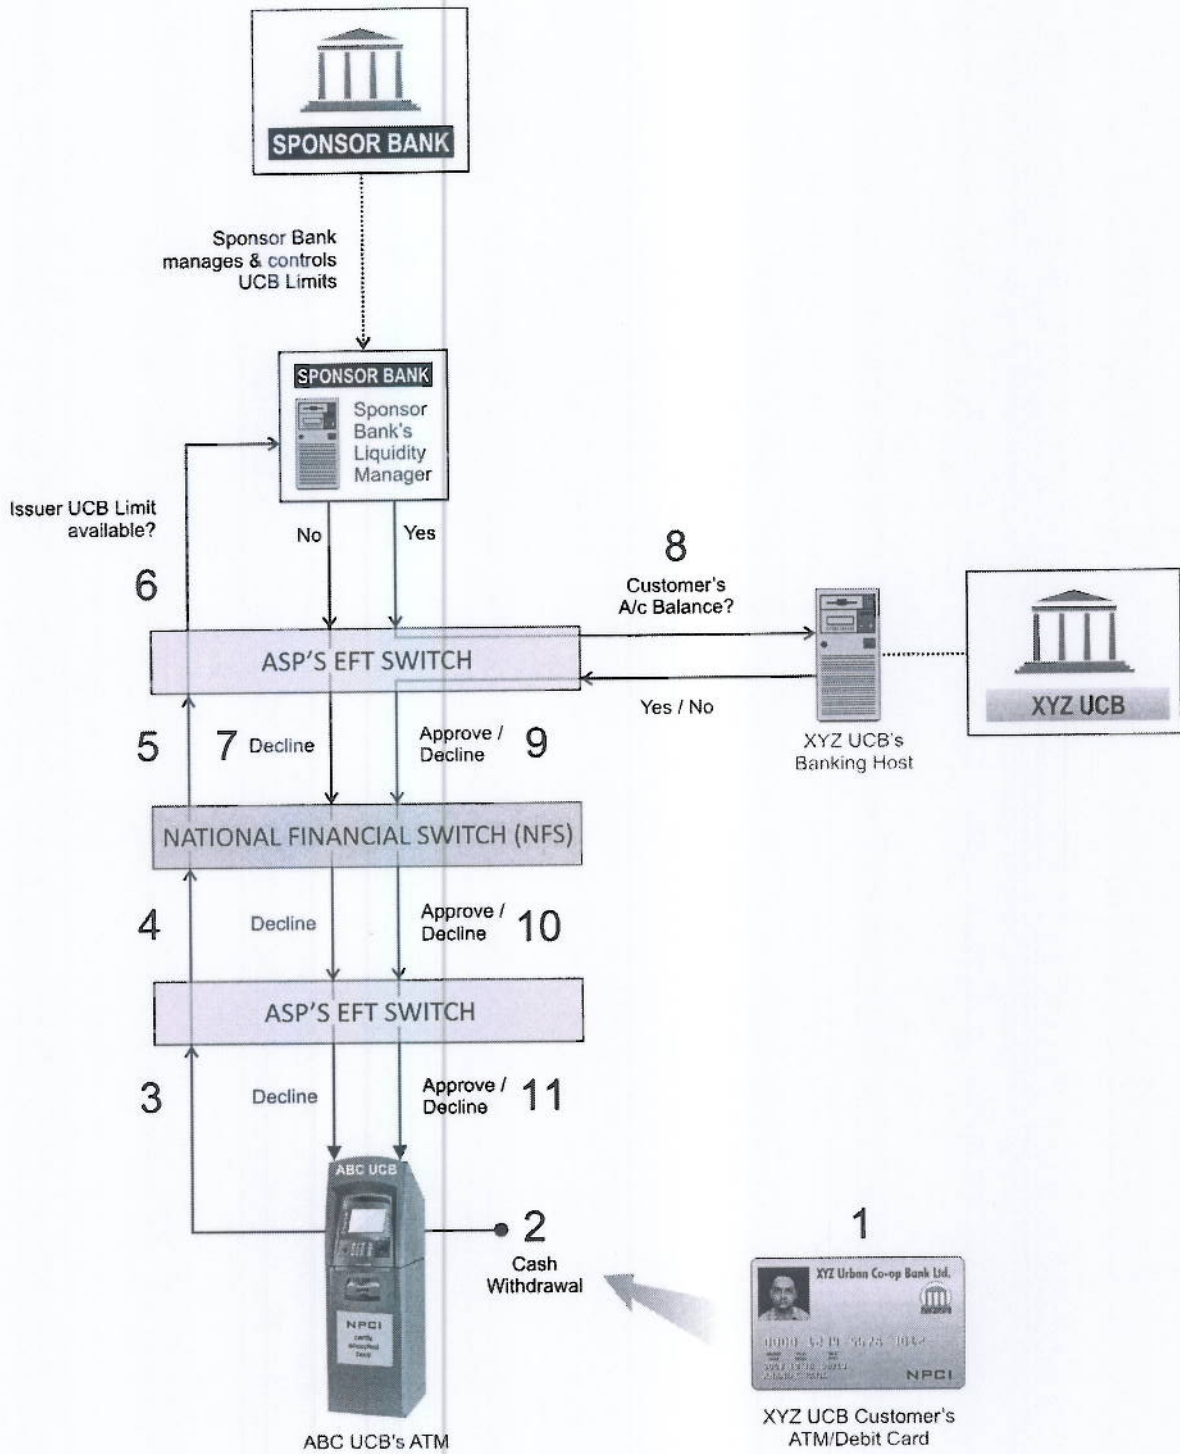 SPONSOR BANK
Sponsor Bank
manages & controls
UCB Limits
SPONSOR BANK
Sponsor
Bank's
Liquidity
Manager
Issuer UCB Limit
available?
6
No
Yes
8
Customer's
A/c Balance?
ASP'S EFT SWITCH
Yes / No
XYZ UCB
XYZ UCB's
Banking Host
5
7
Decline
Approve /
Decline
9
NATIONAL FINANCIAL SWITCH (NFS)
4
Decline
Approve /
Decline
10
ASP'S EFT SWITCH
3
Decline
Approve /
Decline
11
ABC UCB
2
Cash
Withdrawal
NPCI
ABC UCB's ATM
1
XYZ Urban Co-op Bank Ltd.
NPCI
XYZ UCB Customer's
ATM/Debit Card